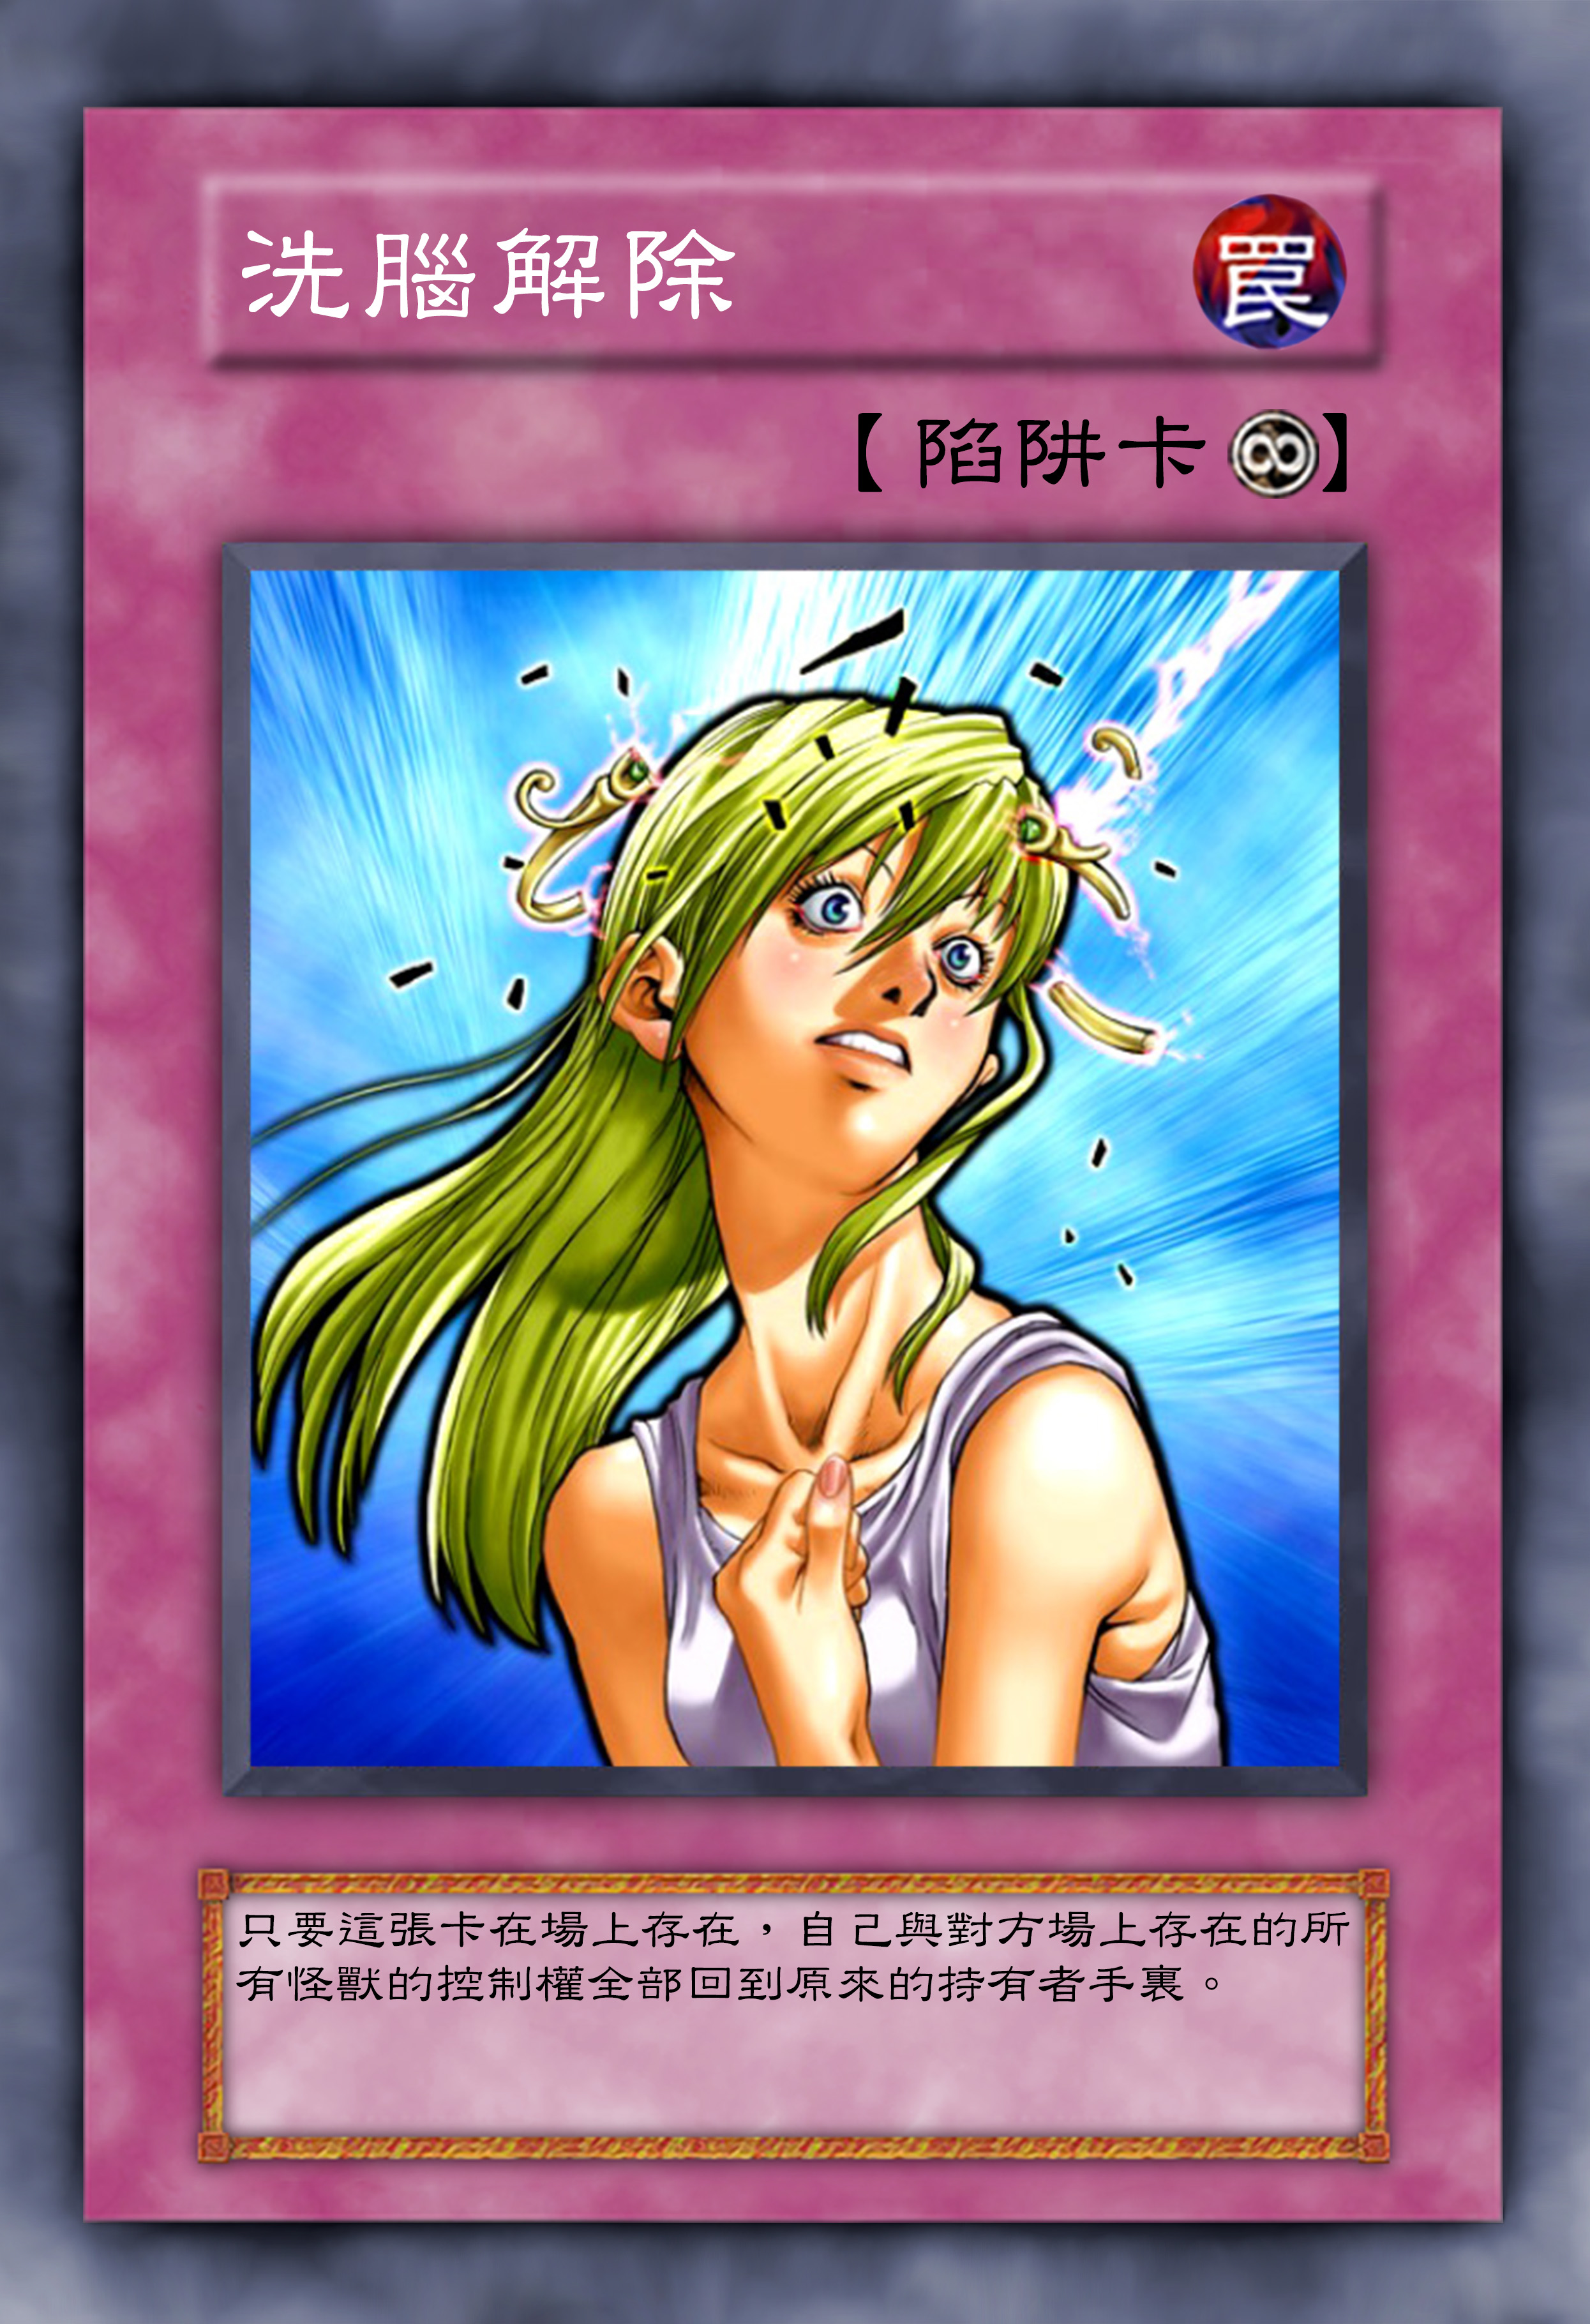 洗腦解除
罠
【陷阱卡∞】
只要這張卡在場上存在，自己與對方場上存在的所
有怪獸的控制權全部回到原來的持有者手裏。